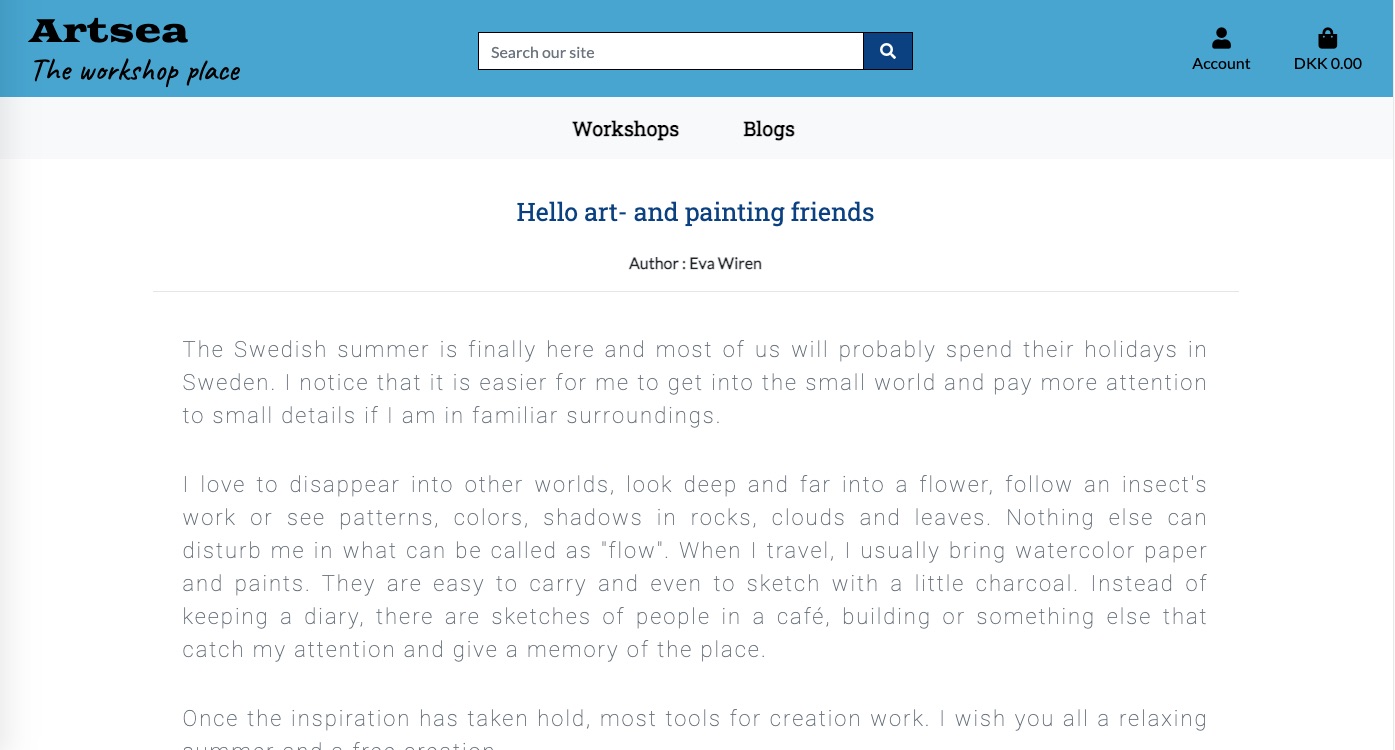 Artsea
The workshop place
Search our site
Account
DKK 0.00
Workshops
Blogs
Hello art- and painting friends
Author : Eva Wiren
The Swedish summer is finally here and most of us will probably spend their holidays in
Sweden. I notice that it is easier for me to get into the small world and pay more attention
to small details if I am in familiar surroundings.
I love to disappear into other worlds, look deep and far into a flower, follow an insect's
work or see patterns, colors, shadows in rocks, clouds and leaves. Nothing else can
disturb me in what can be called as "flow". When I travel, I usually bring watercolor paper
and paints. They are easy to carry and even to sketch with a little charcoal. Instead of
keeping a diary, there are sketches of people in a café, building or something else that
catch my attention and give a memory of the place.
Once the inspiration has taken hold, most tools for creation work. I wish you all a relaxing
summer and a free creation